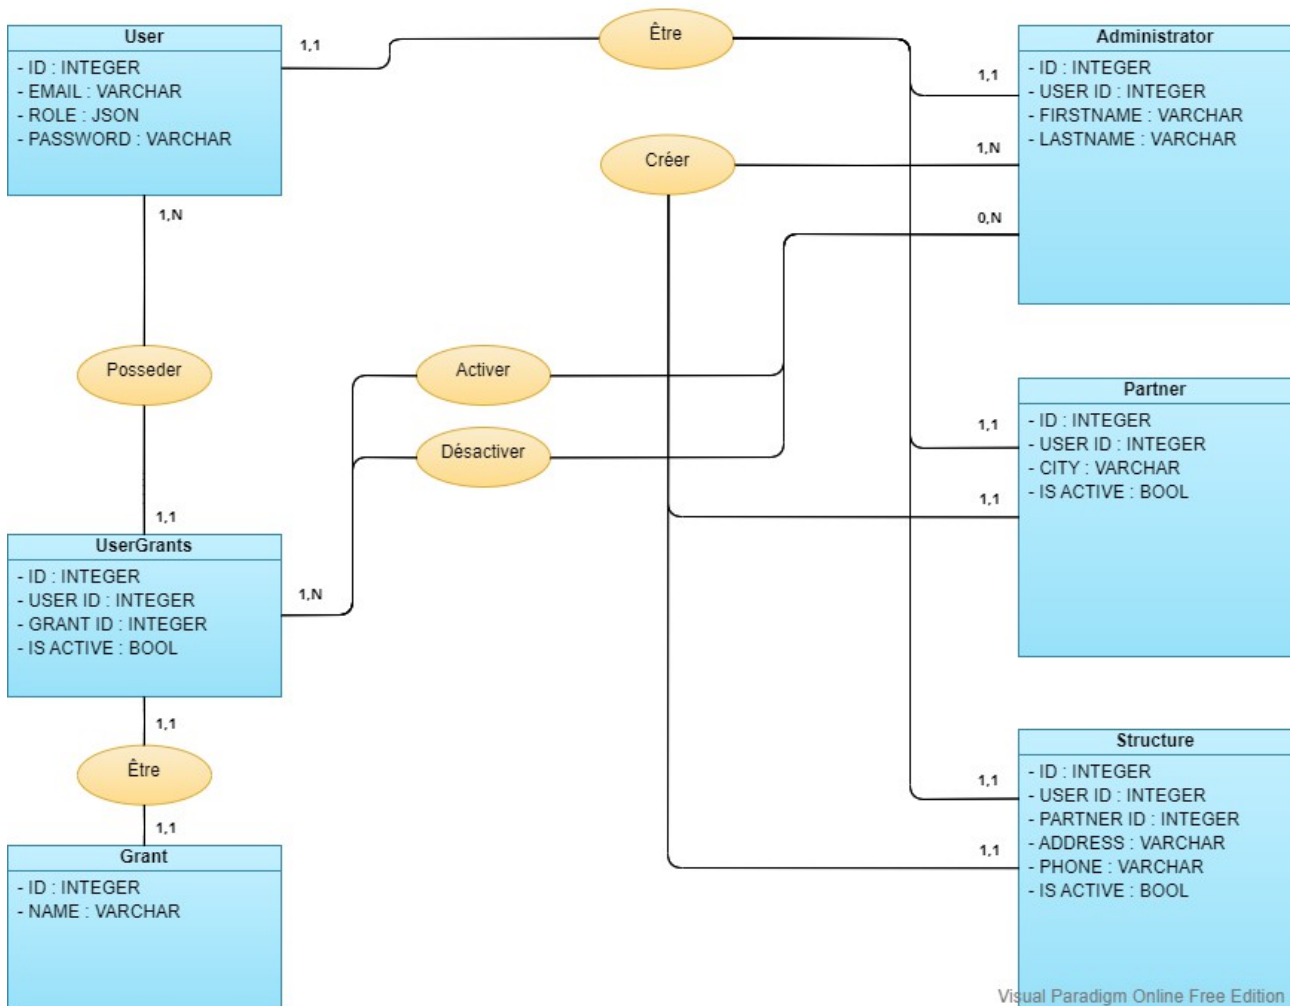 User
- ID : INTEGER
- EMAIL : VARCHAR
- ROLE : JSON
- PASSWORD : VARCHAR
1,1
Être
Administrator
- ID : INTEGER
- USER ID : INTEGER
- FIRSTNAME : VARCHAR
- LASTNAME : VARCHAR
1,1
Créer
1,N
0,N
1,N
Posseder
Activer
Désactiver
Partner
- ID : INTEGER
- USER ID : INTEGER
- CITY : VARCHAR
- IS ACTIVE : BOOL
1,1
1,1
1,1
UserGrants
- ID : INTEGER
- USER ID : INTEGER
- GRANT ID : INTEGER
- IS ACTIVE : BOOL
1,N
1,1
Être
1,1
Grant
- ID : INTEGER
- NAME : VARCHAR
Structure
- ID : INTEGER
- USER ID : INTEGER
- PARTNER ID : INTEGER
- ADDRESS : VARCHAR
- PHONE : VARCHAR
- IS ACTIVE : BOOL
1,1
1,1
Visual Paradigm Online Free Edition